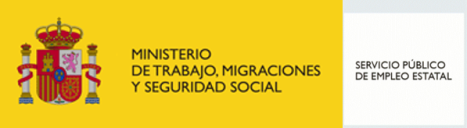 MINISTERIO
DE TRABAJO, MIGRACIONES
Y SEGURIDAD SOCIAL
SERVICIO PÚBLICO
DE EMPLEO ESTATAL